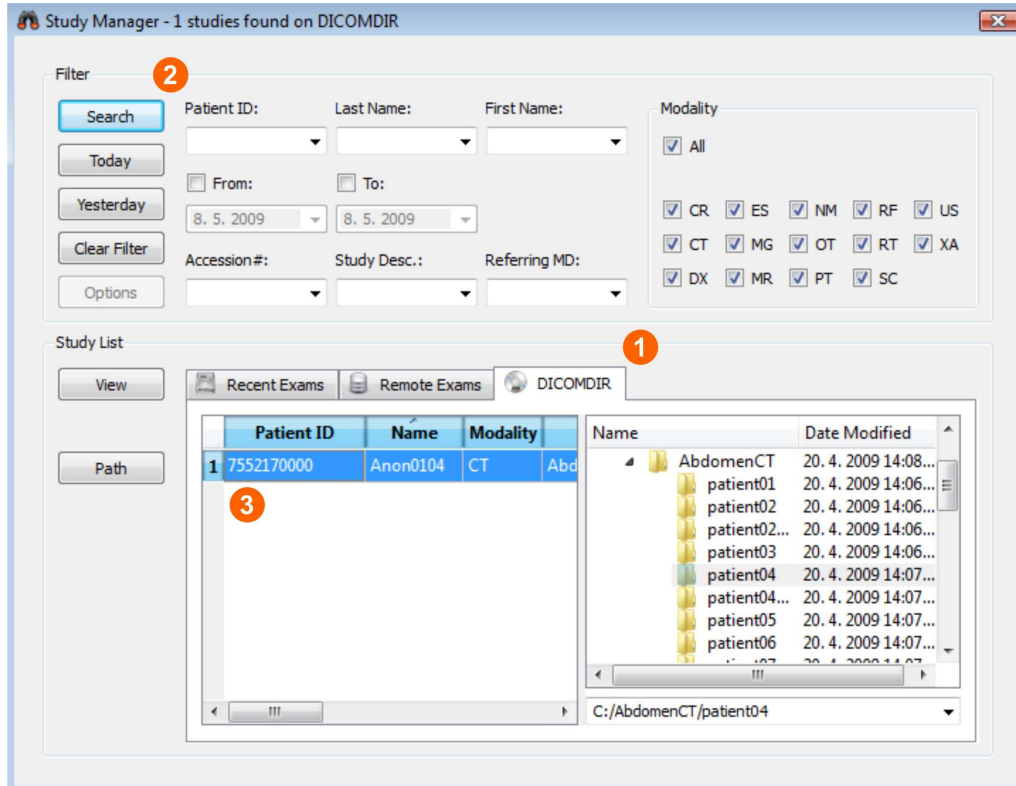 Study Manager - 1 studies found on DICOMDIR
Filter
2
Search
Today
Yesterday
Clear Filter
Options
Patient ID: Last Name: First Name:
From: To:
8. 5. 2009 8. 5. 2009
Accession#: Study Desc.: Referring MD:
Modality
All
CR ES NM RF US
CT MG OT RT XA
DX MR PT SC
Study List
1
View
Path
Recent Exams Remote Exams DICOMDIR
Patient ID Name Modality
1 7552170000 Anon0104 CT Abd
3
Name Date Modified
AbdomenCT 20. 4. 2009 14:08...
patient01 20. 4. 2009 14:06...
patient02 20. 4. 2009 14:06...
patient02... 20. 4. 2009 14:06...
patient03 20. 4. 2009 14:06...
patient04 20. 4. 2009 14:07...
patient04... 20. 4. 2009 14:07...
patient05 20. 4. 2009 14:07...
patient06 20. 4. 2009 14:07...
C:/AbdomenCT/patient04